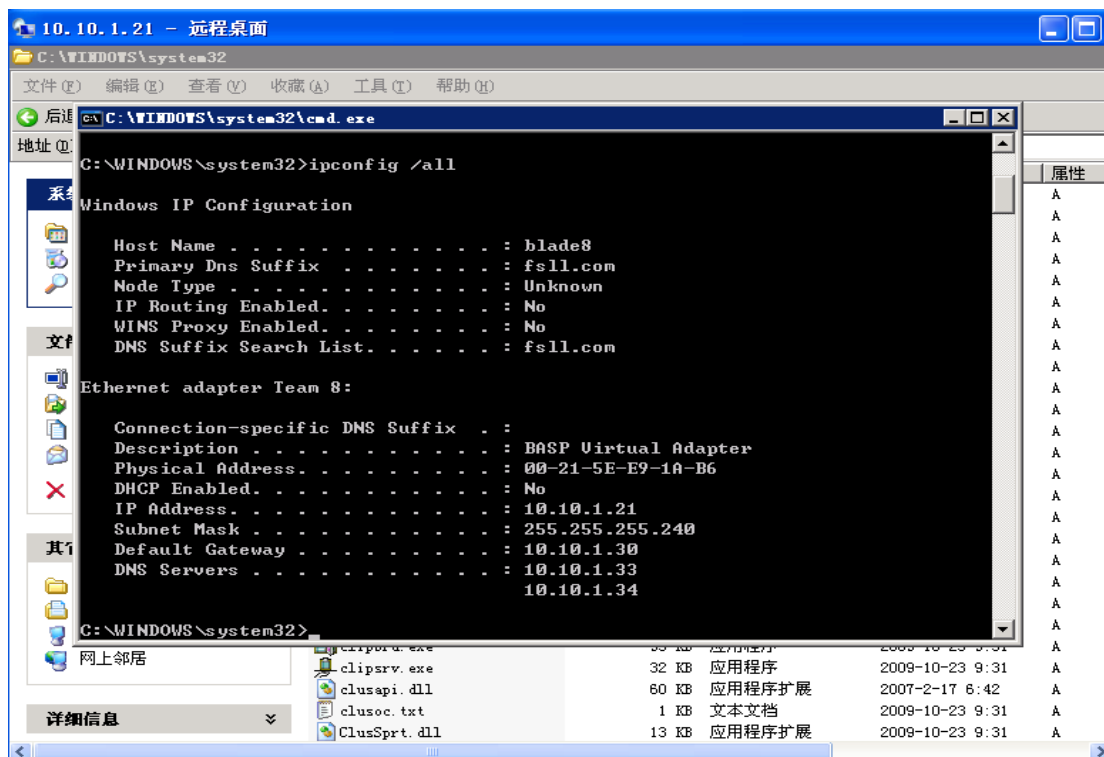 10.10.1.21 - 远程桌面
C:\WINDOWS\system32
文件(F) 编辑(E) 查看(V) 收藏(A) 工具(T) 帮助(H)
后退
C:\WINDOWS\system32\cmd.exe
地址(D)
C:\WINDOWS\system32>ipconfig /all
属性
Windows IP Configuration
Host Name . . . . . . . . . . . . : blade8
Primary Dns Suffix . . . . . . . : fsll.com
Node Type . . . . . . . . . . . . : Unknown
IP Routing Enabled. . . . . . . . : No
WINS Proxy Enabled. . . . . . . . : No
DNS Suffix Search List. . . . . . : fsll.com
Ethernet adapter Team 8:
Connection-specific DNS Suffix . :
Description . . . . . . . . . . . : BASP Virtual Adapter
Physical Address. . . . . . . . . : 00-21-5E-E9-1A-B6
DHCP Enabled. . . . . . . . . . . : No
IP Address. . . . . . . . . . . . : 10.10.1.21
Subnet Mask . . . . . . . . . . . : 255.255.255.240
Default Gateway . . . . . . . . . : 10.10.1.30
DNS Servers . . . . . . . . . . . : 10.10.1.33
10.10.1.34
C:\WINDOWS\system32>
网上邻居
clipsrv.exe 32 KB 应用程序 2009-10-23 9:31 A
clusapi.dll 60 KB 应用程序扩展 2007-2-17 6:42 A
详细信息
clusoc.txt 1 KB 文本文档 2009-10-23 9:31 A
ClusSprt.dll 13 KB 应用程序扩展 2009-10-23 9:31 A